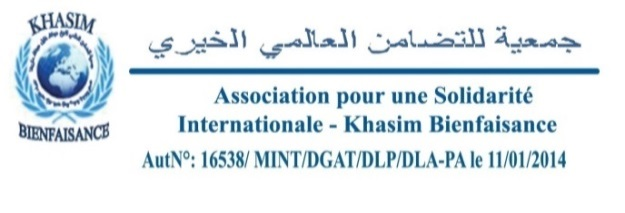 KHASIM
BIENFAISANCE
جمعية للتضامن العالمي الخيري
Association pour une Solidarité
Internationale - Khasim Bienfaisance
AutN°: 16538/ MINT/DGAT/DLP/DLA-PA le 11/01/2014